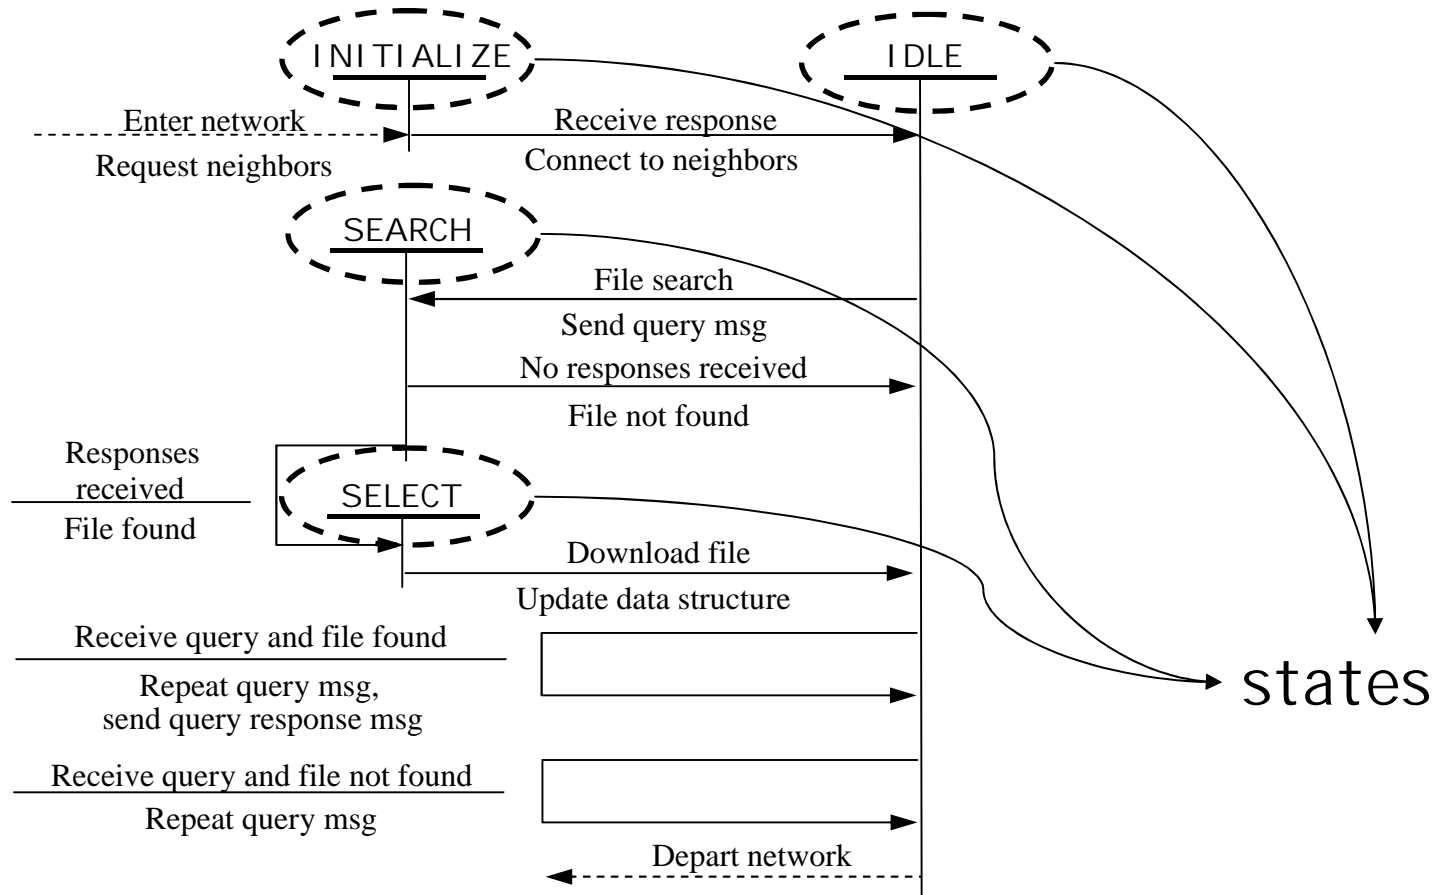 INITIALIZE
IDLE
Enter network
Request neighbors
Receive response
Connect to neighbors
SEARCH
File search
Send query msg
No responses received
File not found
Responses
received
File found
SELECT
Download file
Update data structure
Receive query and file found
Repeat query msg,
send query response msg
states
Receive query and file not found
Repeat query msg
Depart network